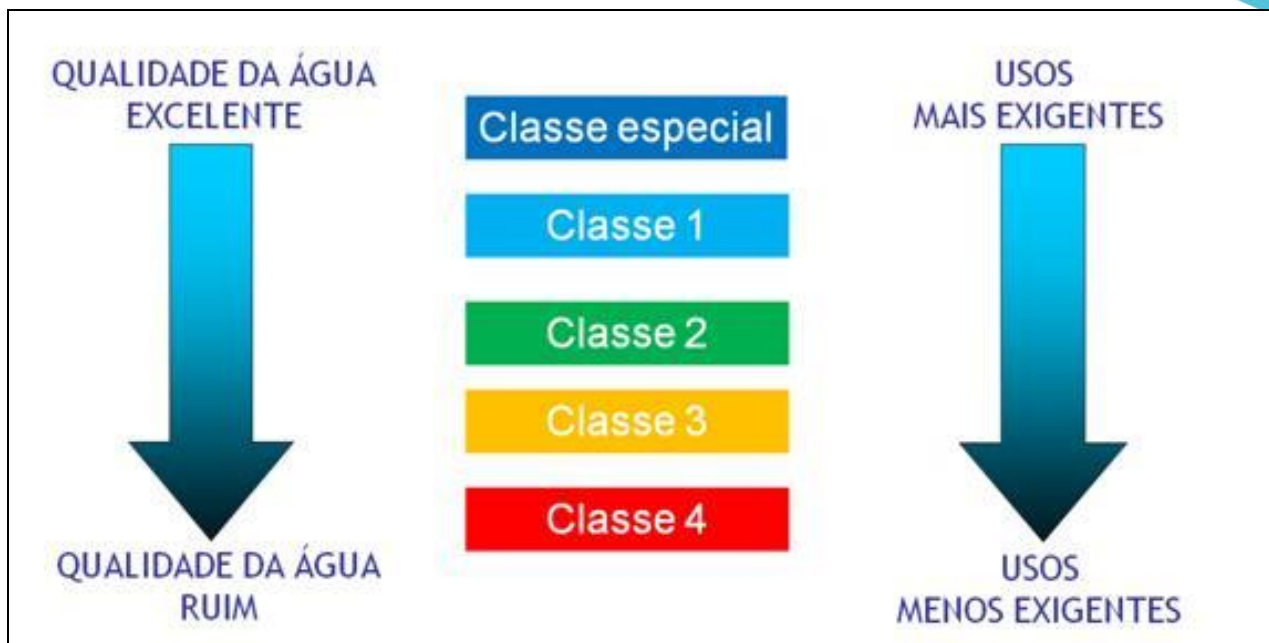 QUALIDADE DA ÁGUA
EXCELENTE
USOS
MAIS EXIGENTES
Classe especial
Classe 1
Classe 2
Classe 3
Classe 4
QUALIDADE DA ÁGUA
RUIM
USOS
MENOS EXIGENTES